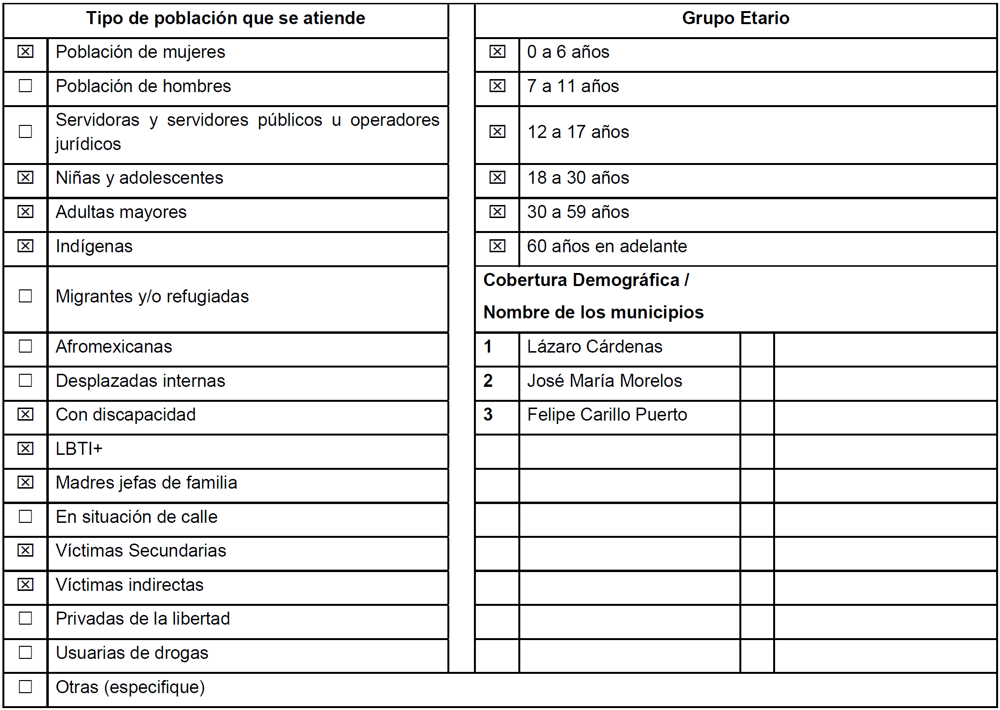 Tipo de población que se atiende
Grupo Etario
☒ Población de mujeres
☒ 0 a 6 años
☐ Población de hombres
☒ 7 a 11 años
☐ Servidoras y servidores públicos u operadores
jurídicos
☒ 12 a 17 años
☒ Niñas y adolescentes
☒ 18 a 30 años
☒ Adultas mayores
☒ 30 a 59 años
☒ Indígenas
☒ 60 años en adelante
☐ Migrantes y/o refugiadas
Cobertura Demográfica /
Nombre de los municipios
☐ Afromexicanas
1 Lázaro Cárdenas
☐ Desplazadas internas
2 José María Morelos
☒ Con discapacidad
3 Felipe Carillo Puerto
☒ LBTI+
☒ Madres jefas de familia
☐ En situación de calle
☒ Víctimas Secundarias
☒ Víctimas indirectas
☐ Privadas de la libertad
☐ Usuarias de drogas
☐ Otras (especifique)